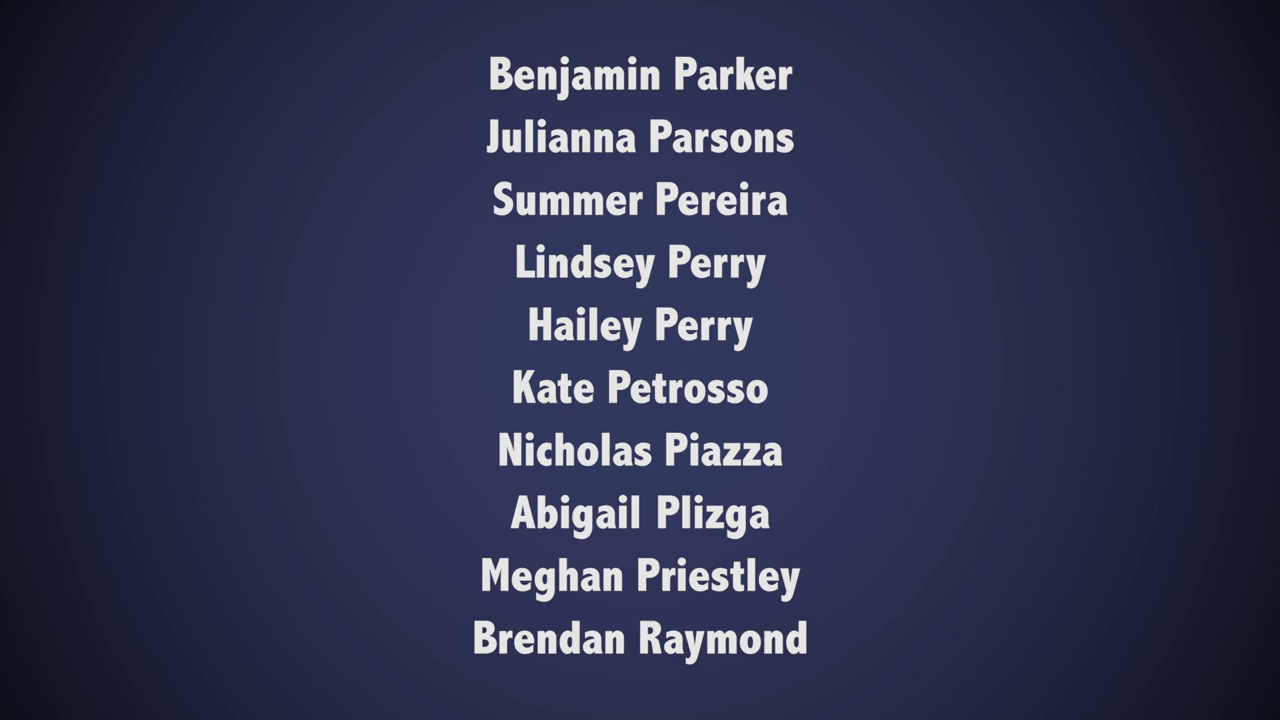 Benjamin Parker
Julianna Parsons
Summer Pereira
Lindsey Perry
Hailey Perry
Kate Petrosso
Nicholas Piazza
Abigail Plizga
Meghan Priestley
Brendan Raymond